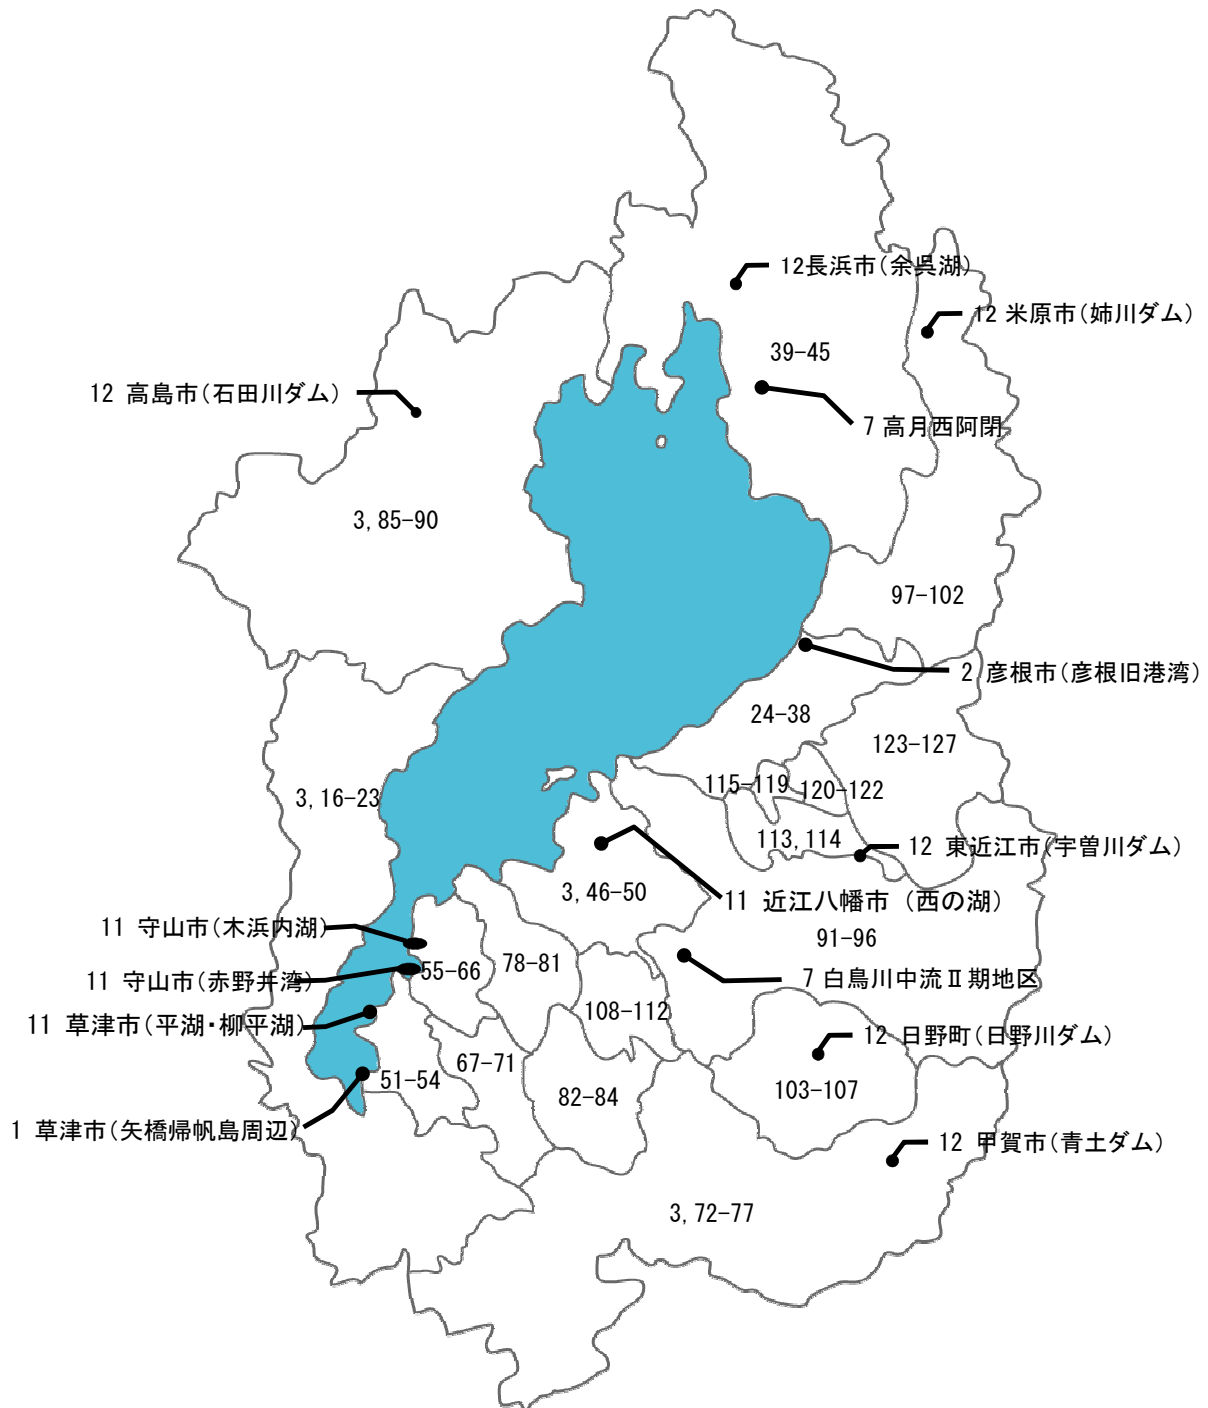 12長浜市(余呉湖)
12 米原市(姉川ダム)
39-45
12 高島市(石田川ダム)
7 高月西阿閉
3, 85-90
97-102
2 彦根市(彦根旧港湾)
24-38
123-127
115-119
120-122
3, 16-23
113, 114
12 東近江市(宇曽川ダム)
3, 46-50
11 近江八幡市 (西の湖)
11 守山市(木浜内湖)
91-96
78-81
55-66
11 守山市(赤野井湾)
7 白鳥川中流Ⅱ期地区
108-112
11 草津市(平湖・柳平湖)
12 日野町(日野川ダム)
67-71
51-54
103-107
82-84
1 草津市(矢橋帰帆島周辺)
12 甲賀市(青土ダム)
3, 72-77